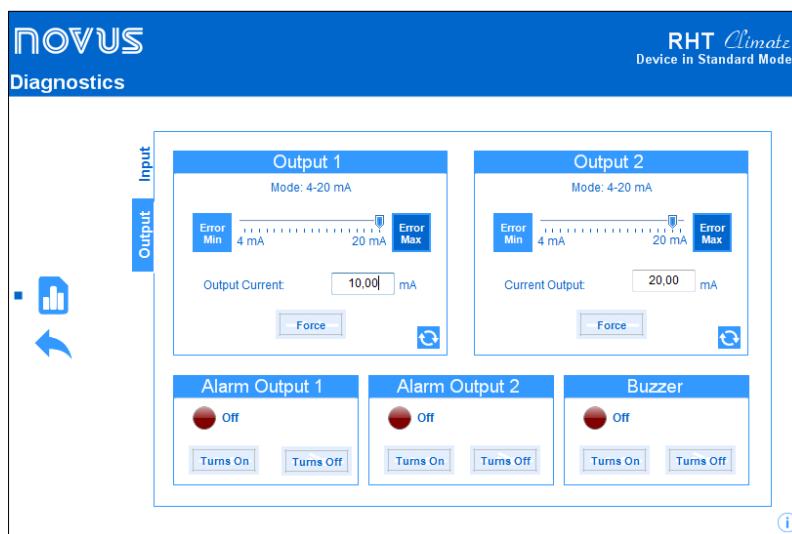 NOVUS
RHT Climate
Device in Standard Mode
Diagnostics
Input
Output
Output 1
Mode: 4-20 mA
Error Min
4 mA
20 mA
Error Max
Output Current:
10,00
mA
Force
Output 2
Mode: 4-20 mA
Error Min
4 mA
20 mA
Error Max
Current Output:
20,00
mA
Force
Alarm Output 1
Off
Turns On
Turns Off
Alarm Output 2
Off
Turns On
Turns Off
Buzzer
Off
Turns On
Turns Off
i